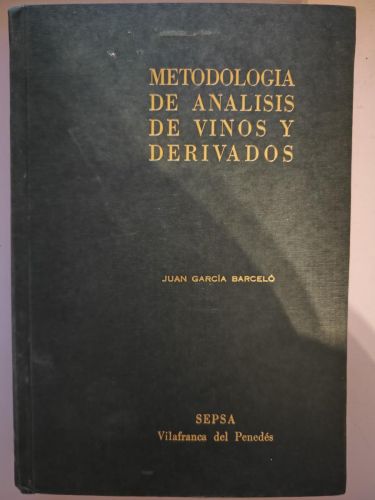 METODOLOGIA
DE ANALISIS
DE VINOS Y
DERIVADOS
JUAN GARCÍA BARCELÓ
SEPSA
Vilafranca del Penedés